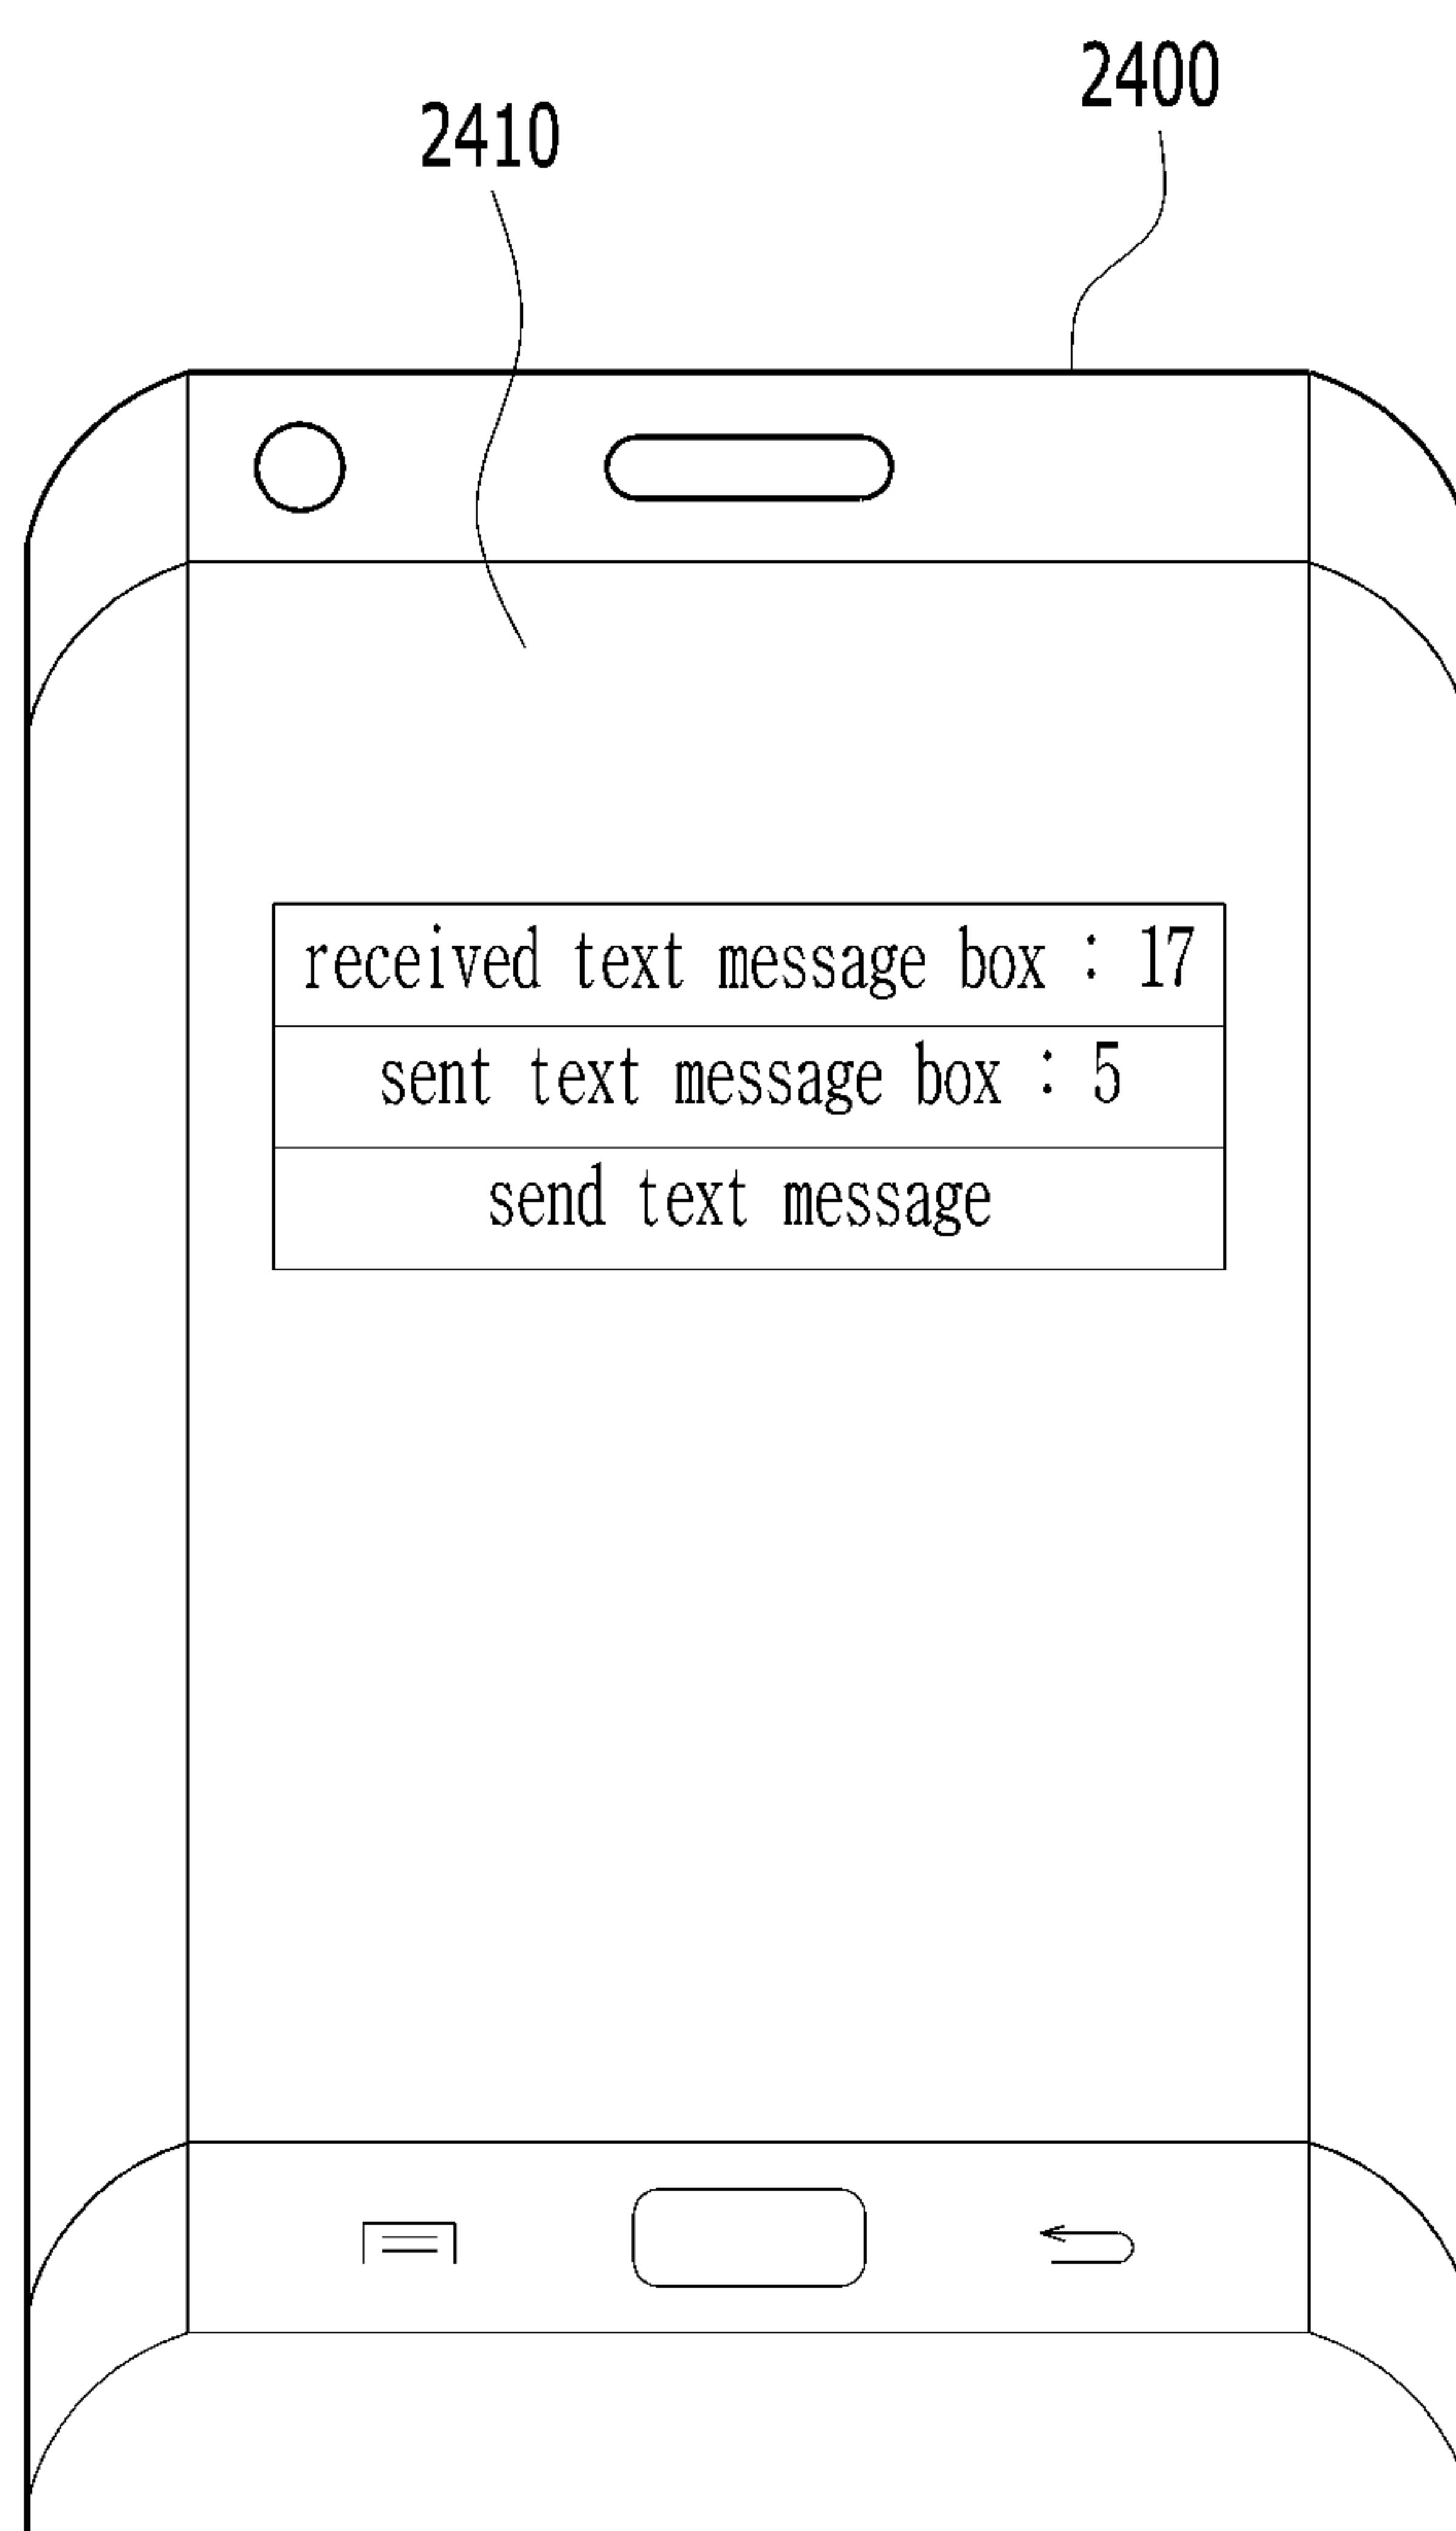 2400
2410
received text message box : 17
sent text message box : 5
send text message